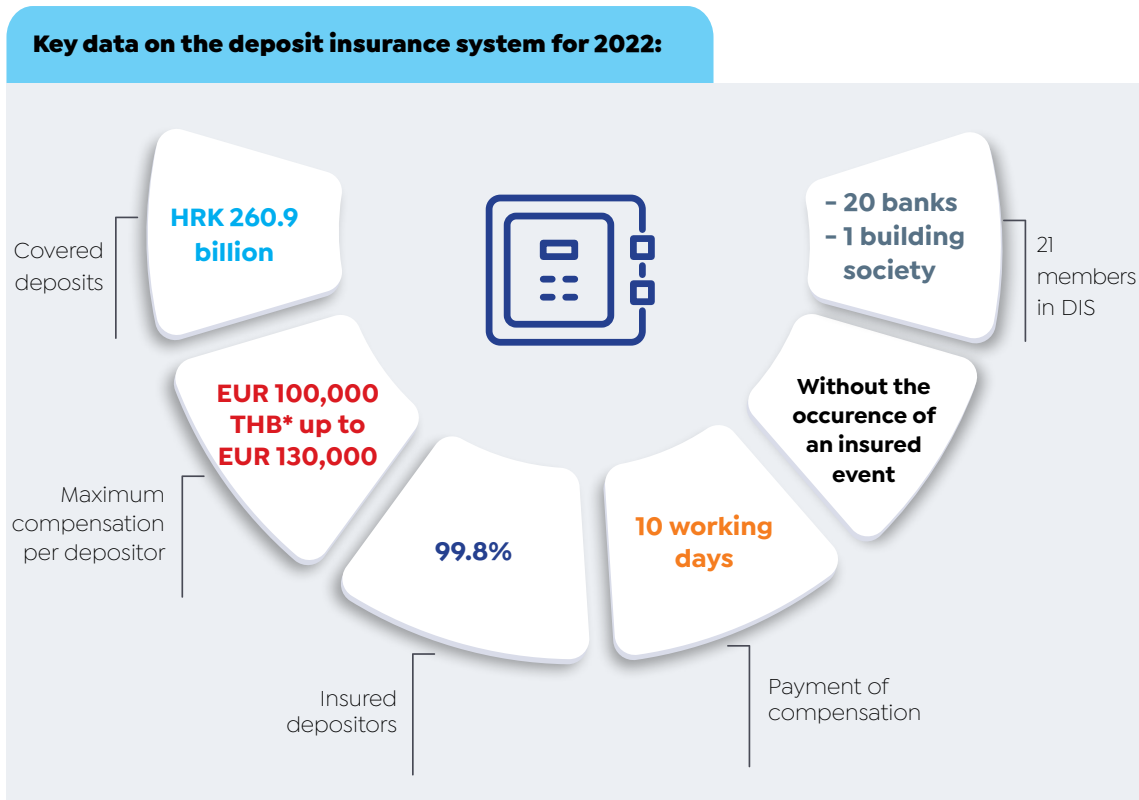 Key data on the deposit insurance system for 2022:
HRK 260.9
billion
Covered
deposits
EUR 100,000
THB* up to
EUR 130,000
Maximum
compensation
per depositor
99.8%
Insured
depositors
10 working
days
Payment of
compensation
Without the
occurence of
an insured
event
- 20 banks
- 1 building
society
21
members
in DIS